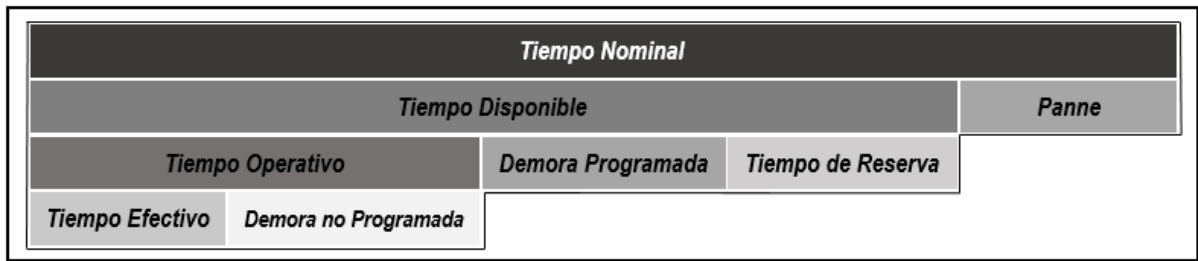 Tiempo Nominal
Tiempo Disponible Panne
Tiempo Operativo Demora Programada Tiempo de Reserva
Tiempo Efectivo Demora no Programada